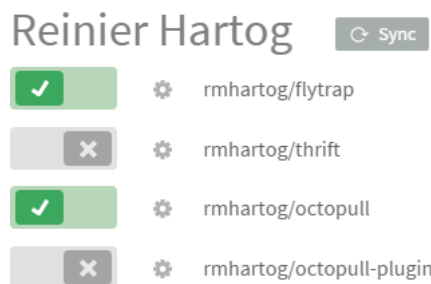 Reinier Hartog
Sync
rmhartog/flytrap
rmhartog/thrift
rmhartog/octopull
rmhartog/octopull-plugin